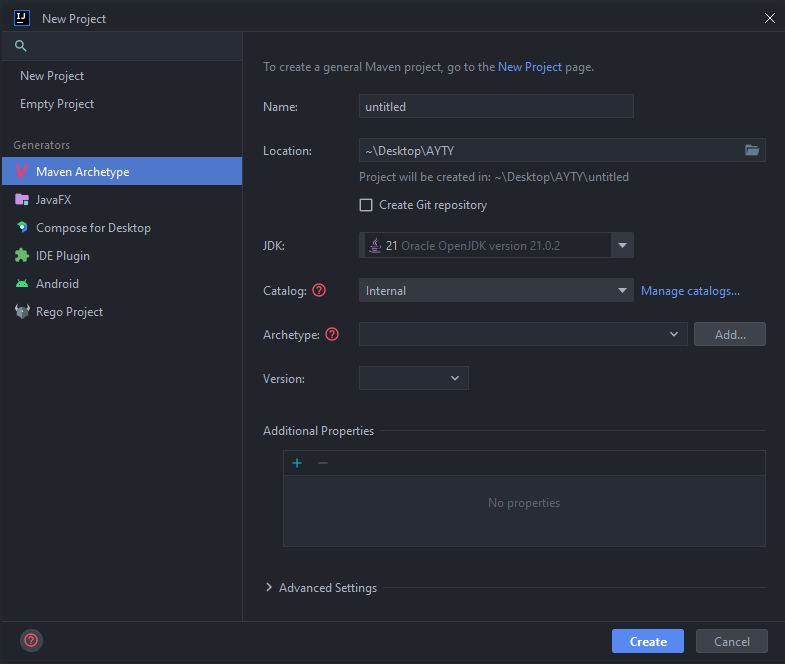 New Project
New Project
Empty Project
Generators
Maven Archetype
JavaFX
Compose for Desktop
IDE Plugin
Android
Rego Project
To create a general Maven project, go to the New Project page.
Name: untitled
Location: ~\Desktop\AYTY
Project will be created in: ~\Desktop\AYTY\untitled
Create Git repository
JDK: 21 Oracle OpenJDK version 21.0.2
Catalog: ? Internal Manage catalogs...
Archetype: ? Add...
Version:
Additional Properties
+ −
No properties
Advanced Settings
? Create Cancel